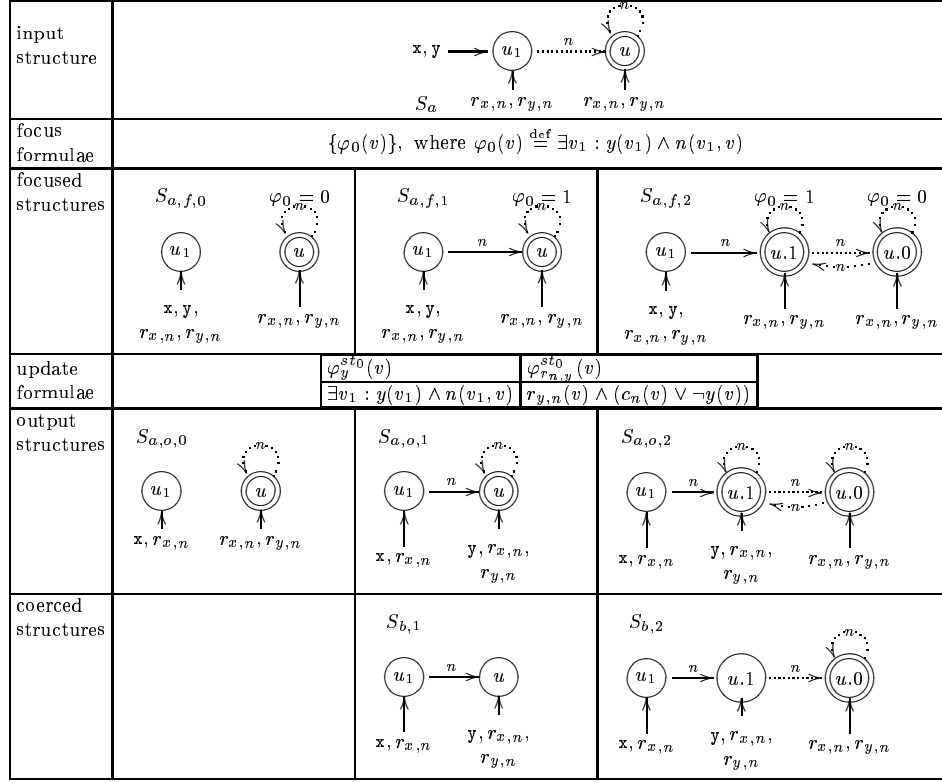 input structure
x, y
u₁
n
u
n
S_a
r_{x,n}, r_{y,n}
r_{x,n}, r_{y,n}
focus formulae
{φ₀(v)}, where φ₀(v) def= ∃v₁ : y(v₁) ∧ n(v₁, v)
focused structures
S_{a,f,0}
φ₀ = 0
n
u₁
u
x, y,
r_{x,n}, r_{y,n}
r_{x,n}, r_{y,n}
S_{a,f,1}
φ₀ = 1
n
u₁
n
u
x, y,
r_{x,n}, r_{y,n}
r_{x,n}, r_{y,n}
S_{a,f,2}
φ₀ = 1
φ₀ = 0
n
n
u₁
n
u.1
n
n
u.0
x, y,
r_{x,n}, r_{y,n}
r_{x,n}, r_{y,n}
r_{x,n}, r_{y,n}
update formulae
φ_y^{st₀}(v)
φ_{r_{n,y}}^{st₀}(v)
∃v₁ : y(v₁) ∧ n(v₁, v)
r_{y,n}(v) ∧ (c_n(v) ∨ ¬y(v))
output structures
S_{a,o,0}
n
u₁
u
x, r_{x,n}
r_{x,n}, r_{y,n}
S_{a,o,1}
n
u₁
n
u
x, r_{x,n}
y, r_{x,n},
r_{y,n}
S_{a,o,2}
n
n
u₁
n
u.1
n
n
u.0
x, r_{x,n}
y, r_{x,n},
r_{y,n}
r_{x,n}, r_{y,n}
coerced structures
S_{b,1}
u₁
n
u
x, r_{x,n}
y, r_{x,n},
r_{y,n}
S_{b,2}
n
u₁
n
u.1
n
u.0
x, r_{x,n}
y, r_{x,n},
r_{y,n}
r_{x,n}, r_{y,n}